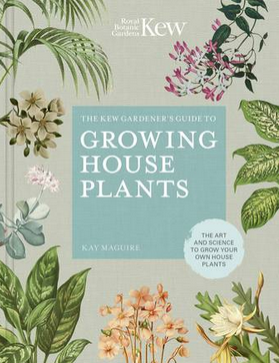 Royal
Botanic
Gardens
Kew
THE KEW GARDENER'S GUIDE TO
GROWING
HOUSE
PLANTS
KAY MAGUIRE
THE ART
AND SCIENCE
TO GROW YOUR
OWN HOUSE
PLANTS